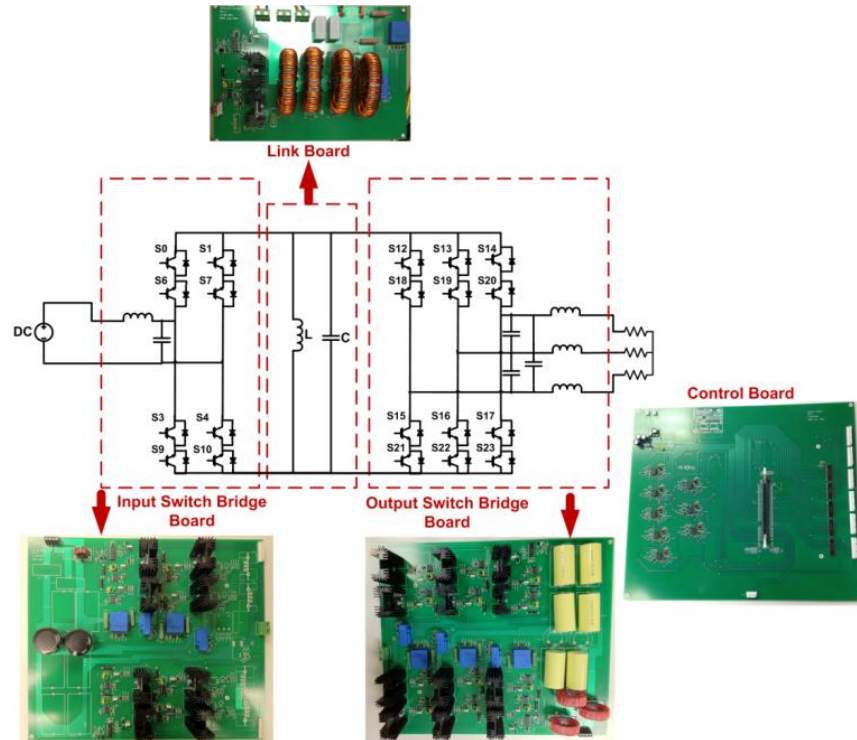 Link Board
S0 S1 S12 S13 S14
S6 S7 S18 S19 S20
DC L C
S3 S4 S15 S16 S17
S9 S10 S21 S22 S23
Control Board
Input Switch Bridge
Board
Output Switch Bridge
Board